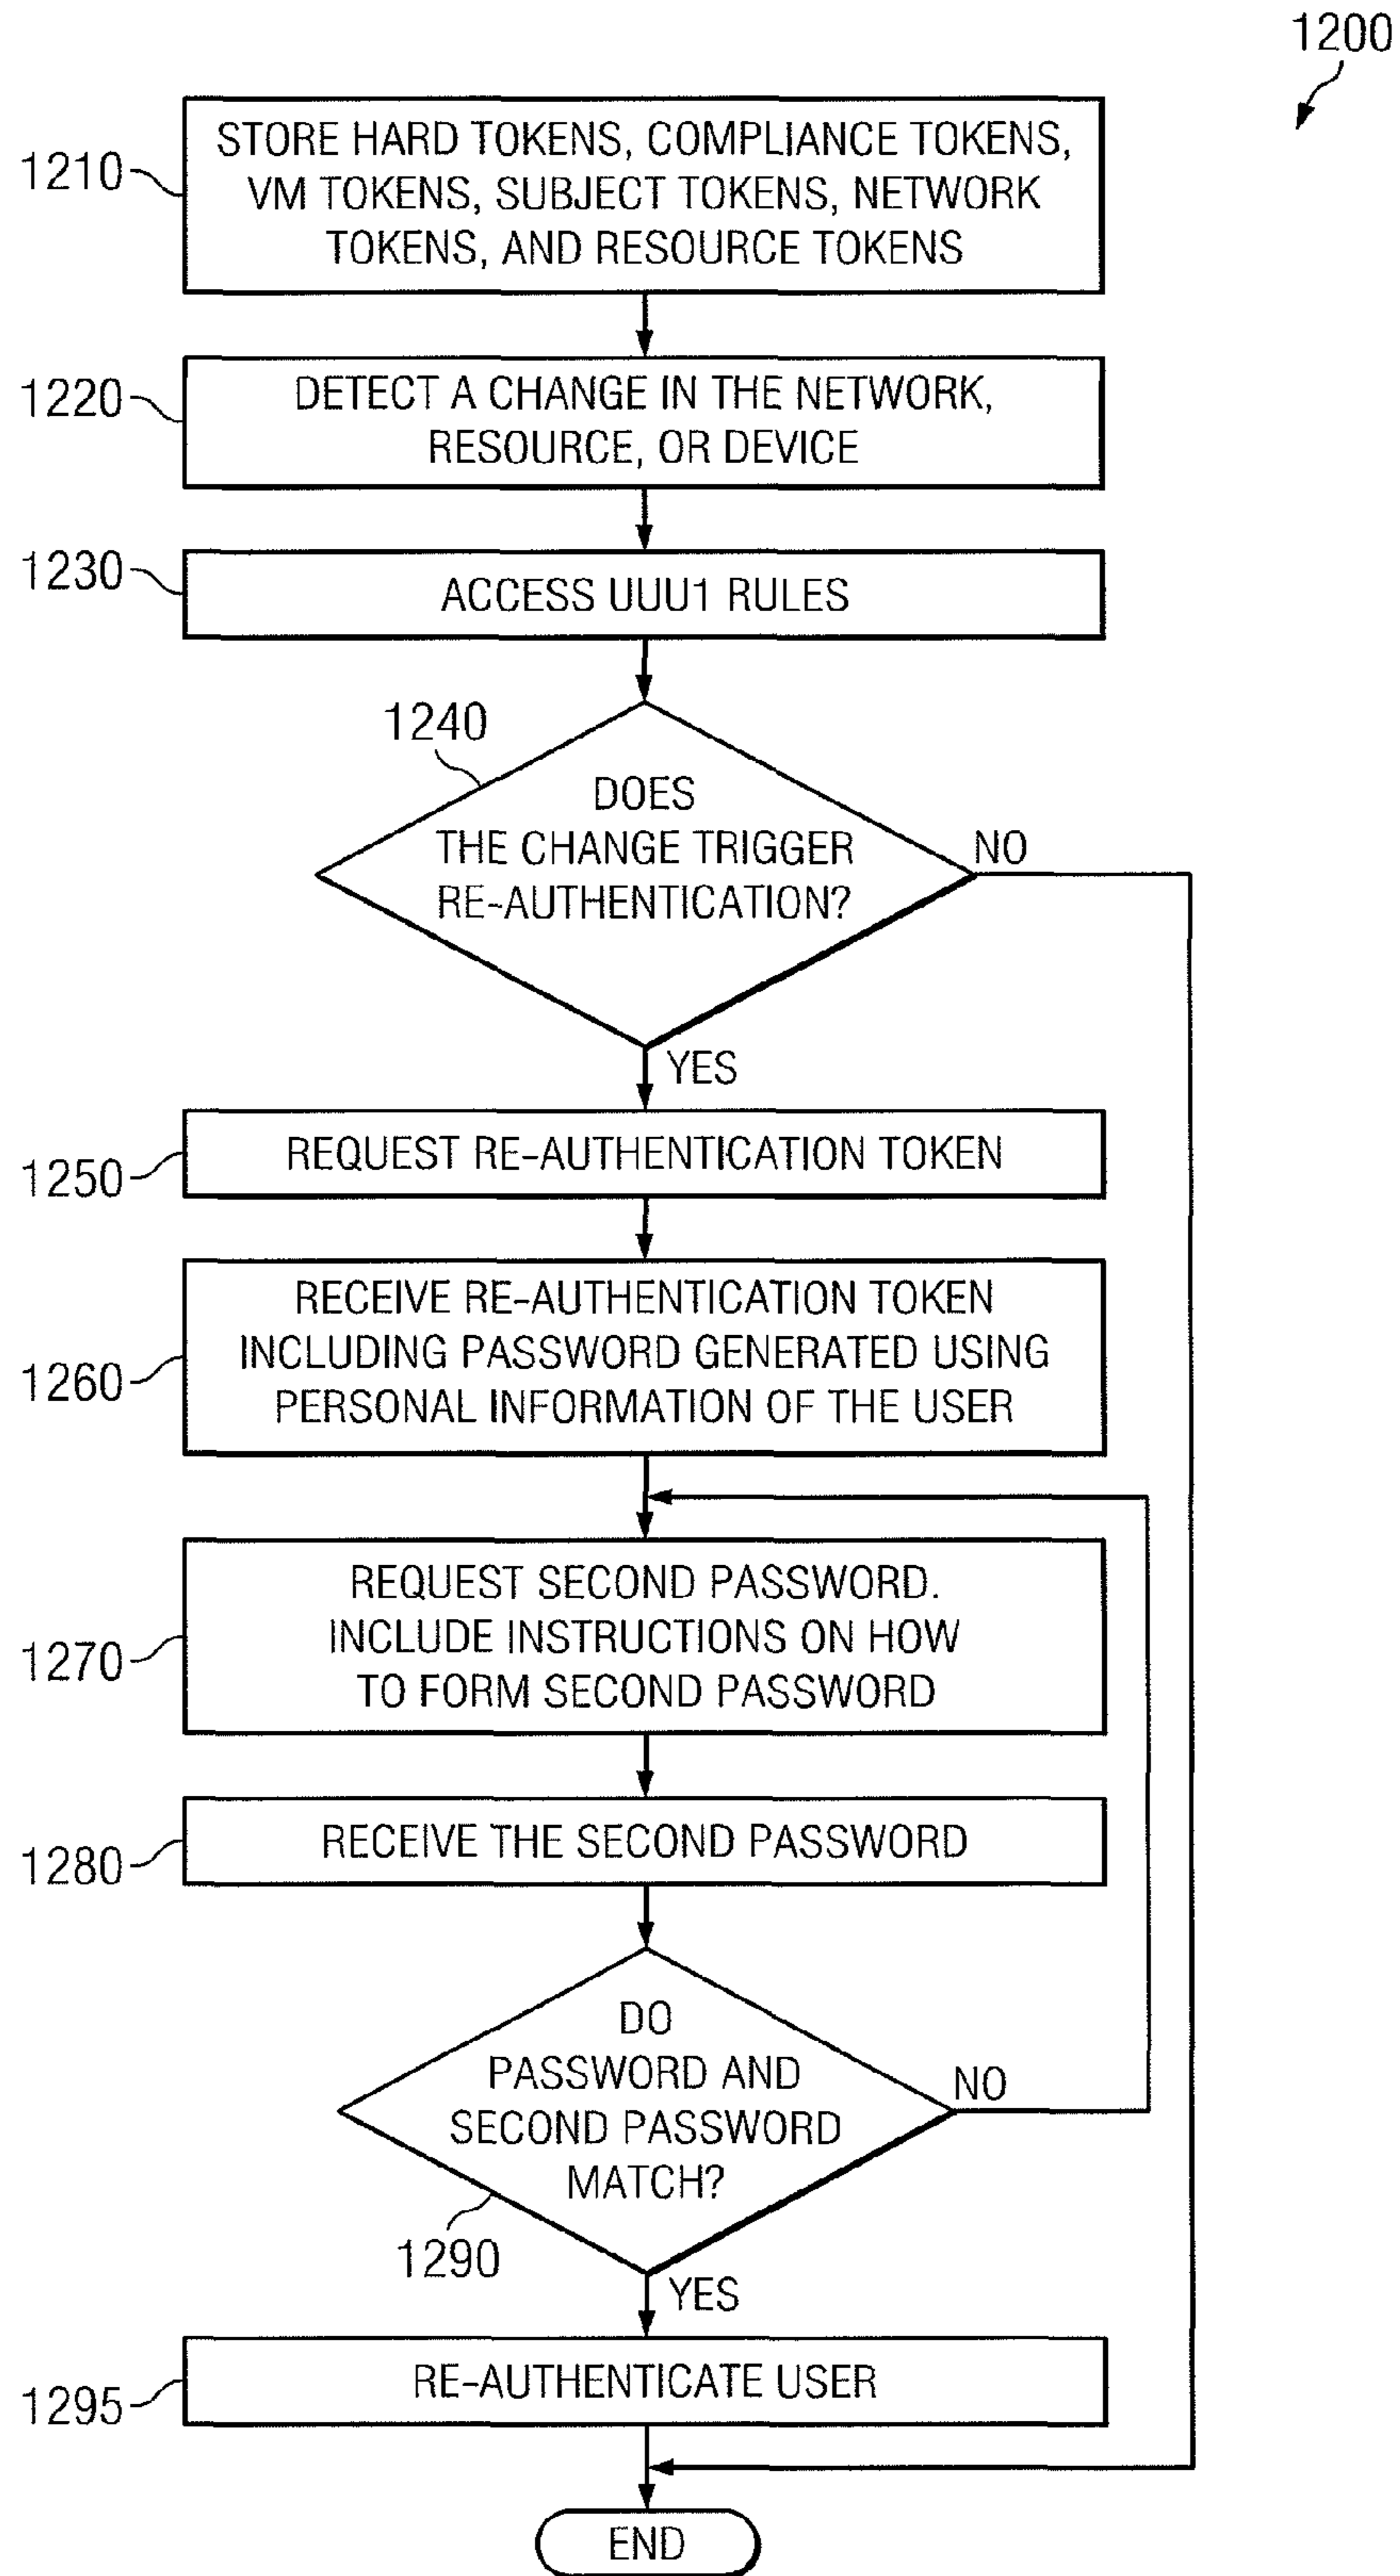 1200
1210
STORE HARD TOKENS, COMPLIANCE TOKENS,
VM TOKENS, SUBJECT TOKENS, NETWORK
TOKENS, AND RESOURCE TOKENS
1220
DETECT A CHANGE IN THE NETWORK,
RESOURCE, OR DEVICE
1230
ACCESS UUU1 RULES
1240
DOES
THE CHANGE TRIGGER
RE-AUTHENTICATION?
NO
YES
1250
REQUEST RE-AUTHENTICATION TOKEN
1260
RECEIVE RE-AUTHENTICATION TOKEN
INCLUDING PASSWORD GENERATED USING
PERSONAL INFORMATION OF THE USER
1270
REQUEST SECOND PASSWORD.
INCLUDE INSTRUCTIONS ON HOW
TO FORM SECOND PASSWORD
1280
RECEIVE THE SECOND PASSWORD
DO
PASSWORD AND
SECOND PASSWORD
MATCH?
NO
1290
YES
1295
RE-AUTHENTICATE USER
END